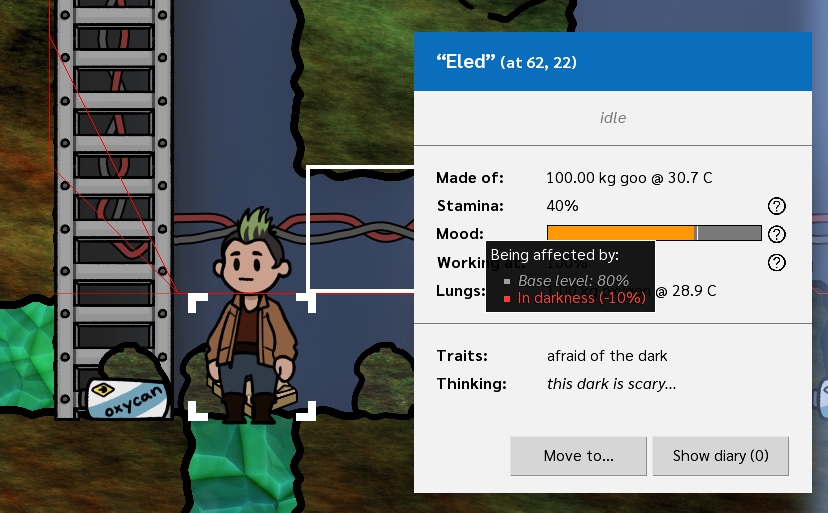 “Eled” (at 62, 22)
idle
Made of: 100.00 kg goo @ 30.7 C
Stamina: 40% ?
Mood: ?
Being affected by:
Base level: 80%
In darkness (-10%)
Working at: 100% ?
Lungs: @ 28.9 C
Traits: afraid of the dark
Thinking: this dark is scary...
Move to... Show diary (0)
oxycan